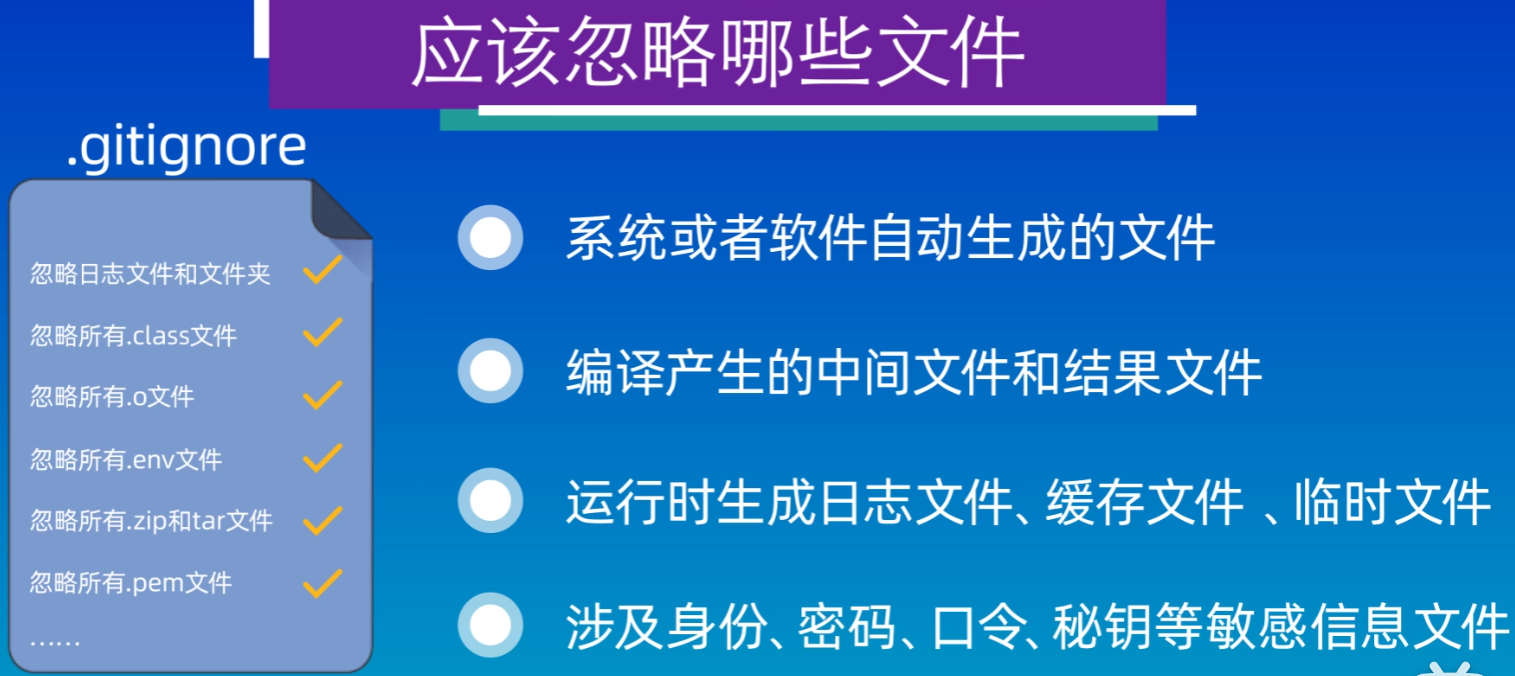 应该忽略哪些文件
.gitignore
忽略日志文件和文件夹
忽略所有.class文件
忽略所有.o文件
忽略所有.env文件
忽略所有.zip和tar文件
忽略所有.pem文件
……
系统或者软件自动生成的文件
编译产生的中间文件和结果文件
运行时生成日志文件、缓存文件 、临时文件
涉及身份、密码、口令、秘钥等敏感信息文件